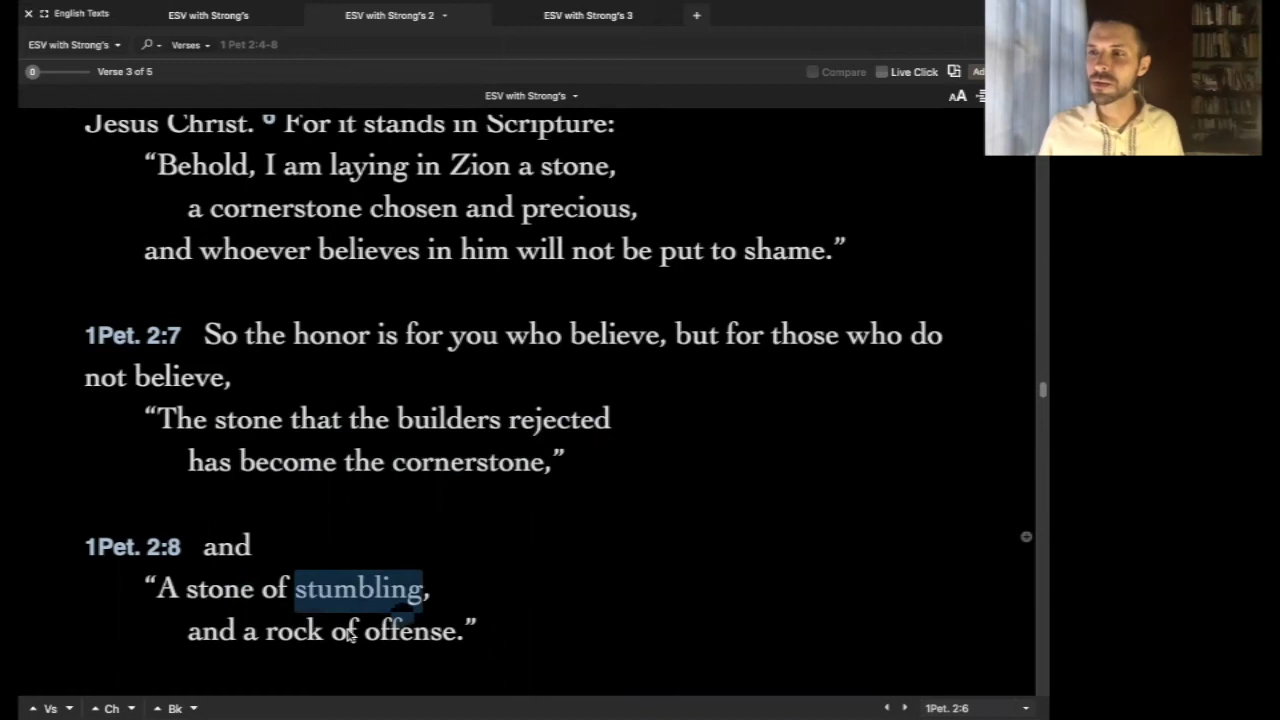 English Texts
ESV with Strong's
ESV with Strong's 2
ESV with Strong's 3
ESV with Strong's
Verses
1 Pet 2:4-8
0
Verse 3 of 5
Compare
Live Click
Ad
ESV with Strong's
AA
Jesus Christ. 6 For it stands in Scripture:
“Behold, I am laying in Zion a stone,
a cornerstone chosen and precious,
and whoever believes in him will not be put to shame.”
1Pet. 2:7 So the honor is for you who believe, but for those who do
not believe,
“The stone that the builders rejected
has become the cornerstone,”
1Pet. 2:8 and
“A stone of stumbling,
and a rock of offense.”
Vs
Ch
Bk
1Pet. 2:6